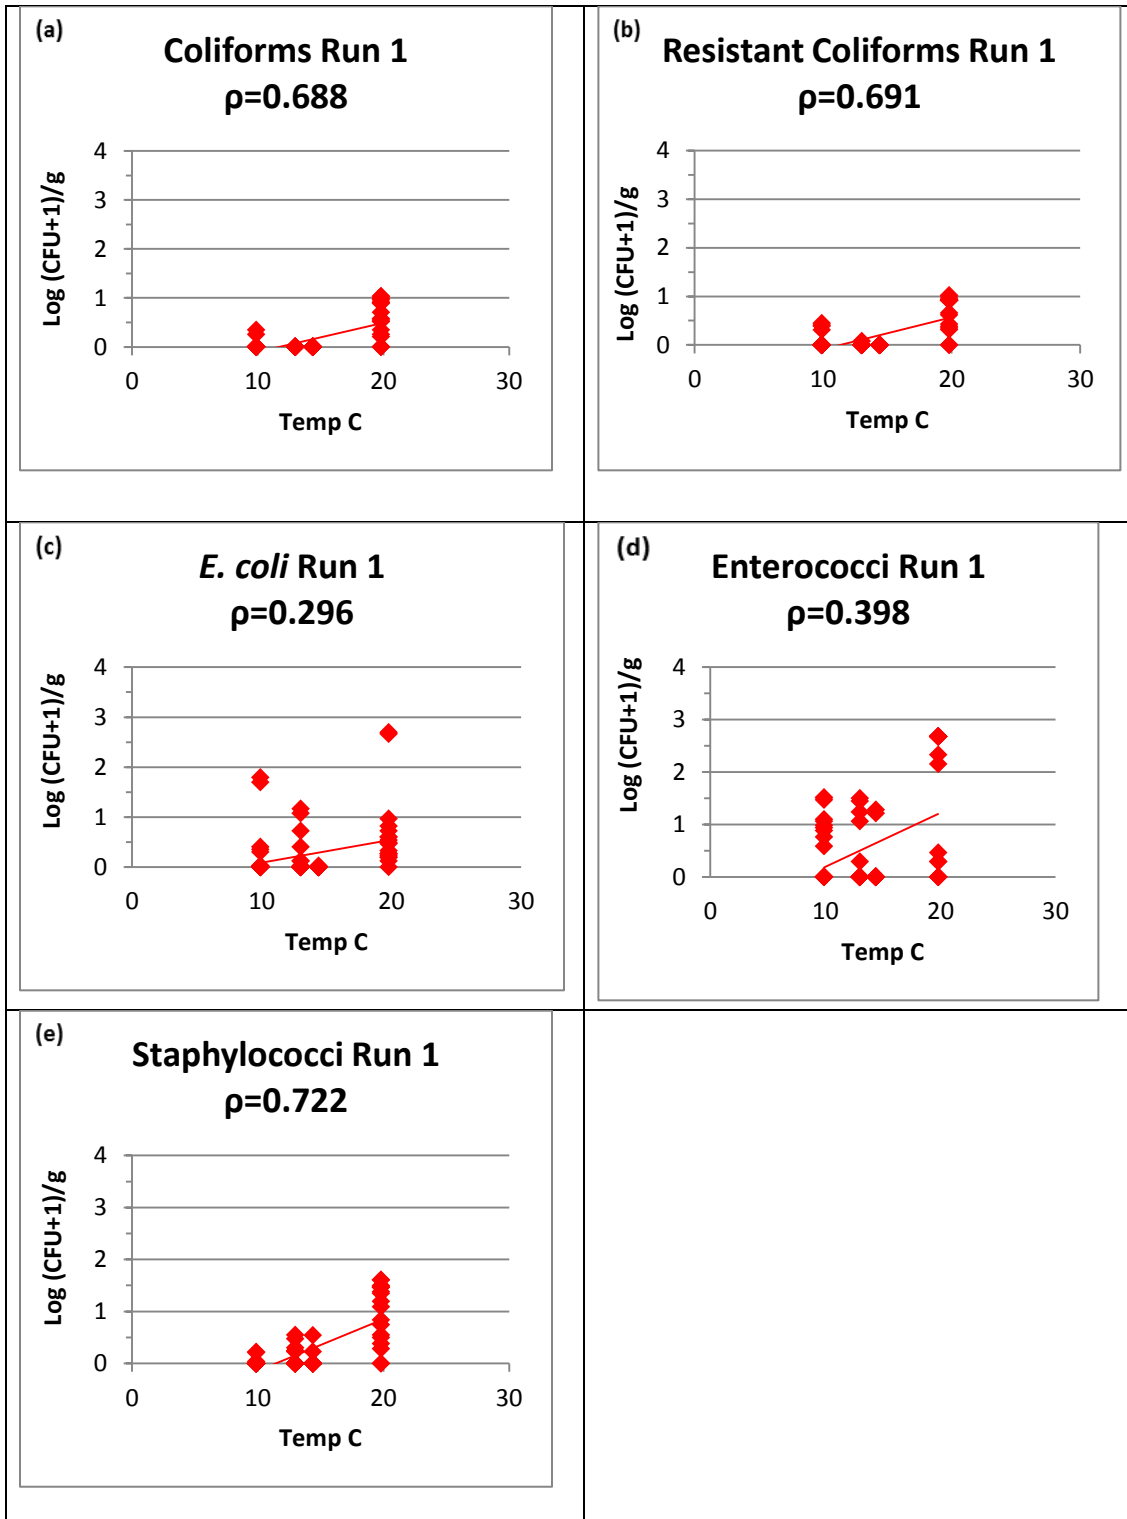 (a)
Coliforms Run 1
ρ=0.688
Log (CFU+1)/g
4
3
2
1
0
0 10 20 30
Temp C
(b)
Resistant Coliforms Run 1
ρ=0.691
Log (CFU+1)/g
4
3
2
1
0
0 10 20 30
Temp C
(c)
E. coli Run 1
ρ=0.296
Log (CFU+1)/g
4
3
2
1
0
0 10 20 30
Temp C
(d)
Enterococci Run 1
ρ=0.398
Log (CFU+1)/g
4
3
2
1
0
0 10 20 30
Temp C
(e)
Staphylococci Run 1
ρ=0.722
Log (CFU+1)/g
4
3
2
1
0
0 10 20 30
Temp C